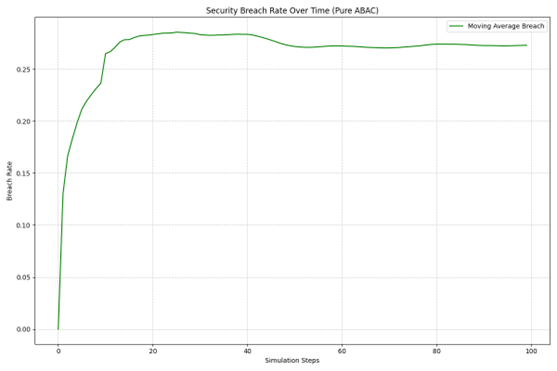 Security Breach Rate Over Time (Pure ABAC)
Moving Average Breach
0.25
0.20
0.15
0.10
0.05
0.00
Breach Rate
0 20 40 60 80 100
Simulation Steps